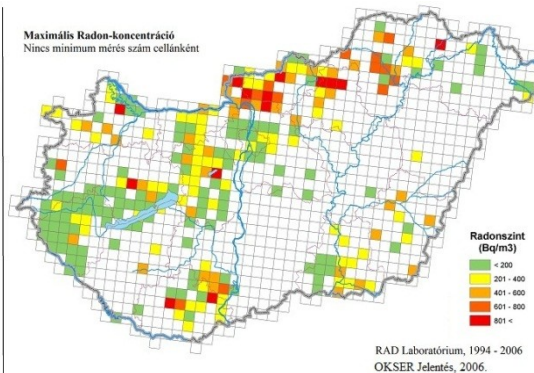 Maximális Radon-koncentráció
Nincs minimum mérés szám cellánként
Radonszint
(Bq/m3)
< 200
201 - 400
401 - 600
601 - 800
801 <
RAD Laboratórium, 1994 - 2006
OKSER Jelentés, 2006.